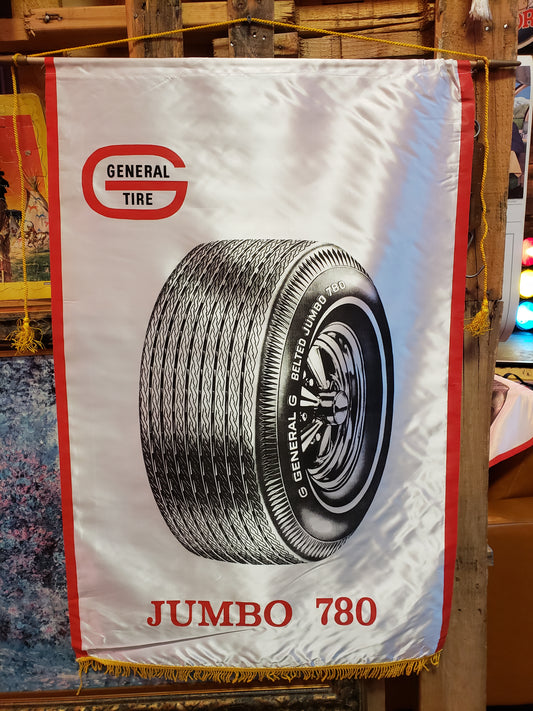 GENERAL
TIRE
G GENERAL G BELTED JUMBO 780
JUMBO 780